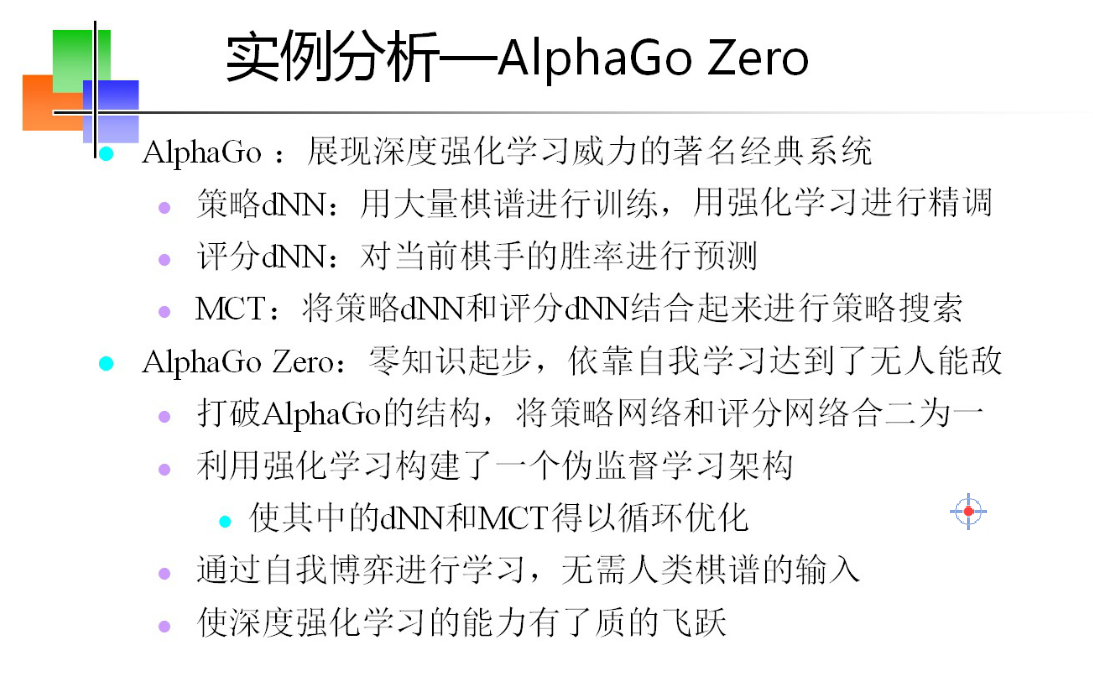 实例分析—AlphaGo Zero
AlphaGo ：展现深度强化学习威力的著名经典系统
策略dNN：用大量棋谱进行训练，用强化学习进行精调
评分dNN：对当前棋手的胜率进行预测
MCT：将策略dNN和评分dNN结合起来进行策略搜索
AlphaGo Zero：零知识起步，依靠自我学习达到了无人能敌
打破AlphaGo的结构，将策略网络和评分网络合二为一
利用强化学习构建了一个伪监督学习架构
使其中的dNN和MCT得以循环优化
通过自我博弈进行学习，无需人类棋谱的输入
使深度强化学习的能力有了质的飞跃